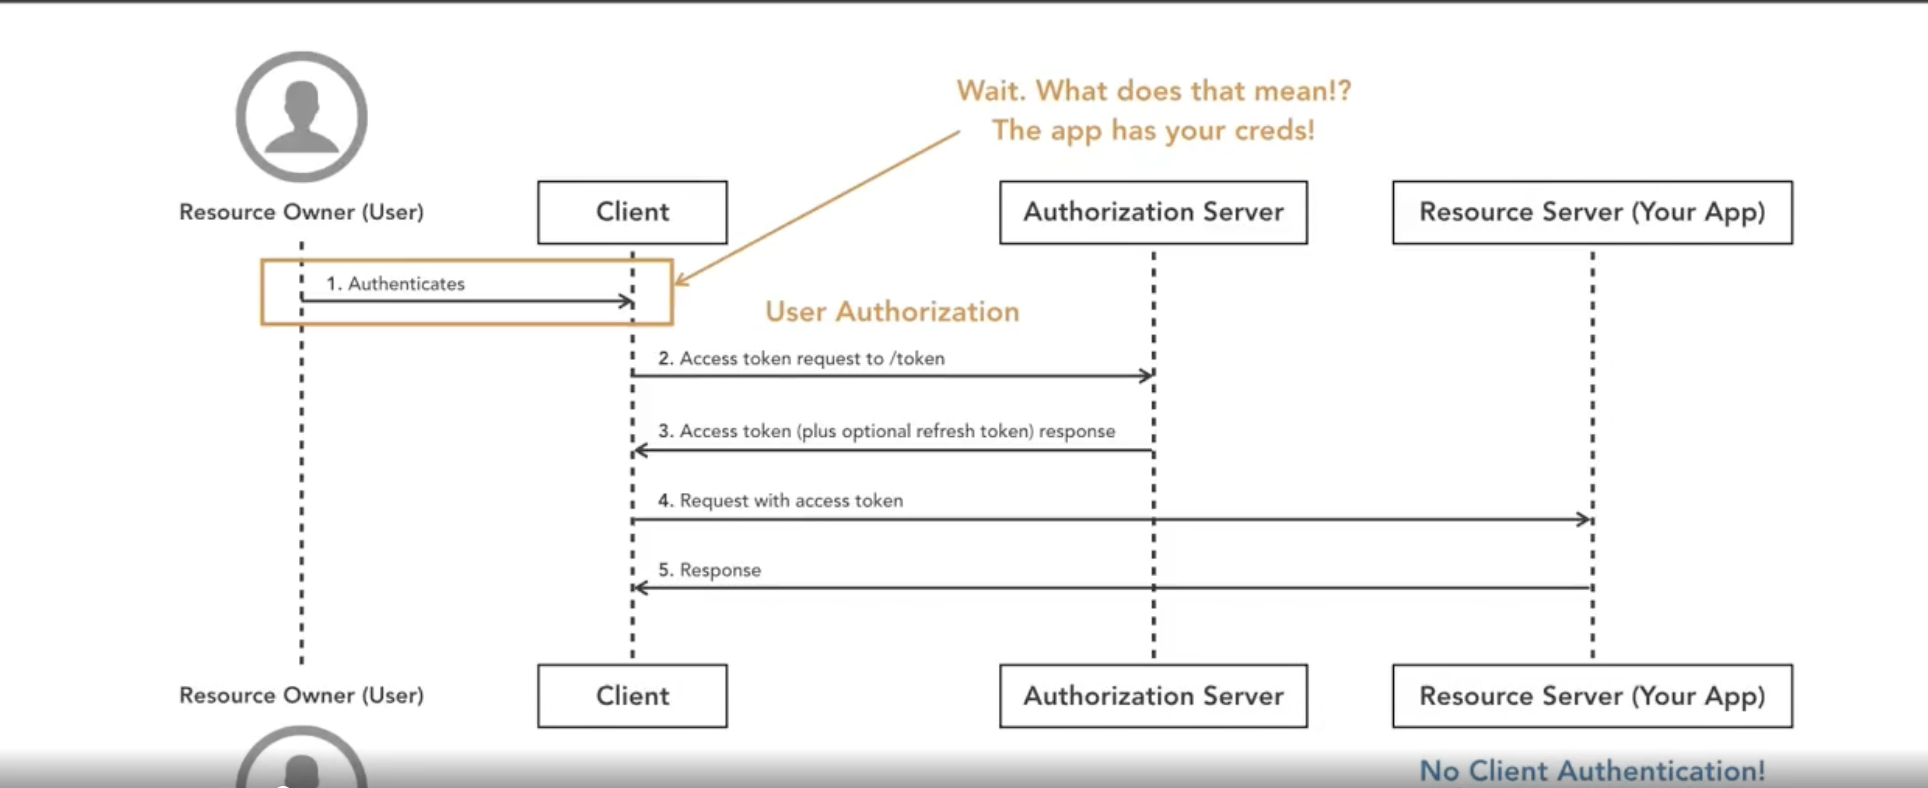 Wait. What does that mean!?
The app has your creds!
Resource Owner (User)
Client
Authorization Server
Resource Server (Your App)
1. Authenticates
User Authorization
2. Access token request to /token
3. Access token (plus optional refresh token) response
4. Request with access token
5. Response
Resource Owner (User)
Client
Authorization Server
Resource Server (Your App)
No Client Authentication!